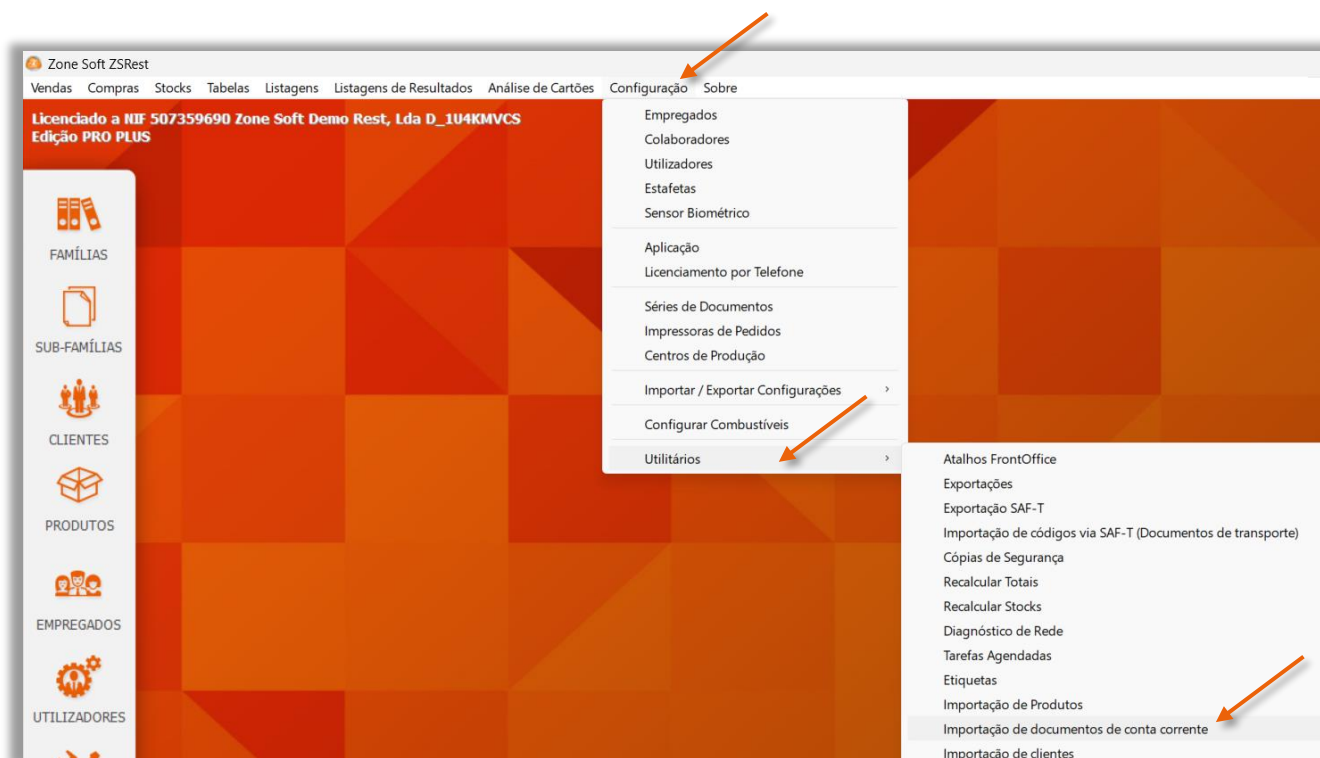 Zone Soft ZSRest
Vendas Compras Stocks Tabelas Listagens Listagens de Resultados Análise de Cartões Configuração Sobre
Licenciado a NIF 507359690 Zone Soft Demo Rest, Lda D_1U4KMVCS
Edição PRO PLUS
FAMÍLIAS
SUB-FAMÍLIAS
CLIENTES
PRODUTOS
EMPREGADOS
UTILIZADORES
Empregados
Colaboradores
Utilizadores
Estafetas
Sensor Biométrico
Aplicação
Licenciamento por Telefone
Séries de Documentos
Impressoras de Pedidos
Centros de Produção
Importar / Exportar Configurações
Configurar Combustíveis
Utilitários
Atalhos FrontOffice
Exportações
Exportação SAF-T
Importação de códigos via SAF-T (Documentos de transporte)
Cópias de Segurança
Recalcular Totais
Recalcular Stocks
Diagnóstico de Rede
Tarefas Agendadas
Etiquetas
Importação de Produtos
Importação de documentos de conta corrente
Importação de clientes